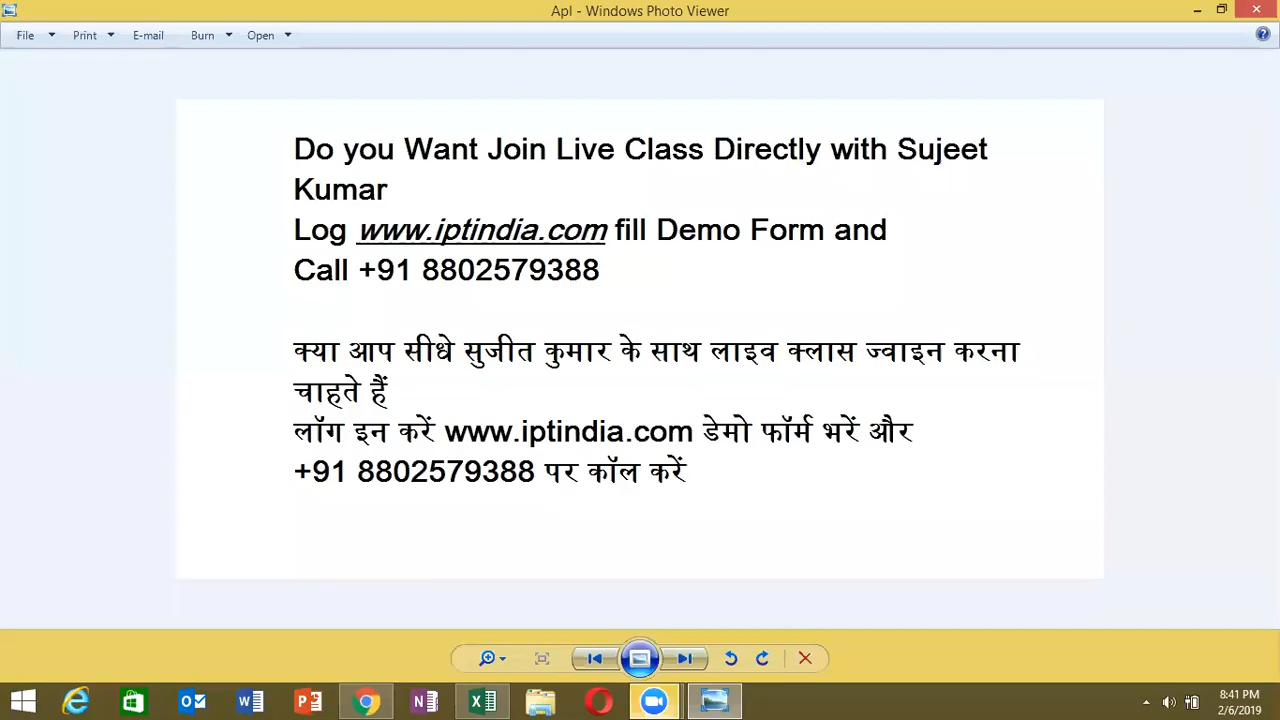 Apl - Windows Photo Viewer
File Print E-mail Burn Open
Do you Want Join Live Class Directly with Sujeet
Kumar
Log www.iptindia.com fill Demo Form and
Call +91 8802579388
क्या आप सीधे सुजीत कुमार के साथ लाइव क्लास ज्वाइन करना
चाहते हैं
लॉग इन करें www.iptindia.com डेमो फॉर्म भरें और
+91 8802579388 पर कॉल करें
8:41 PM
2/6/2019